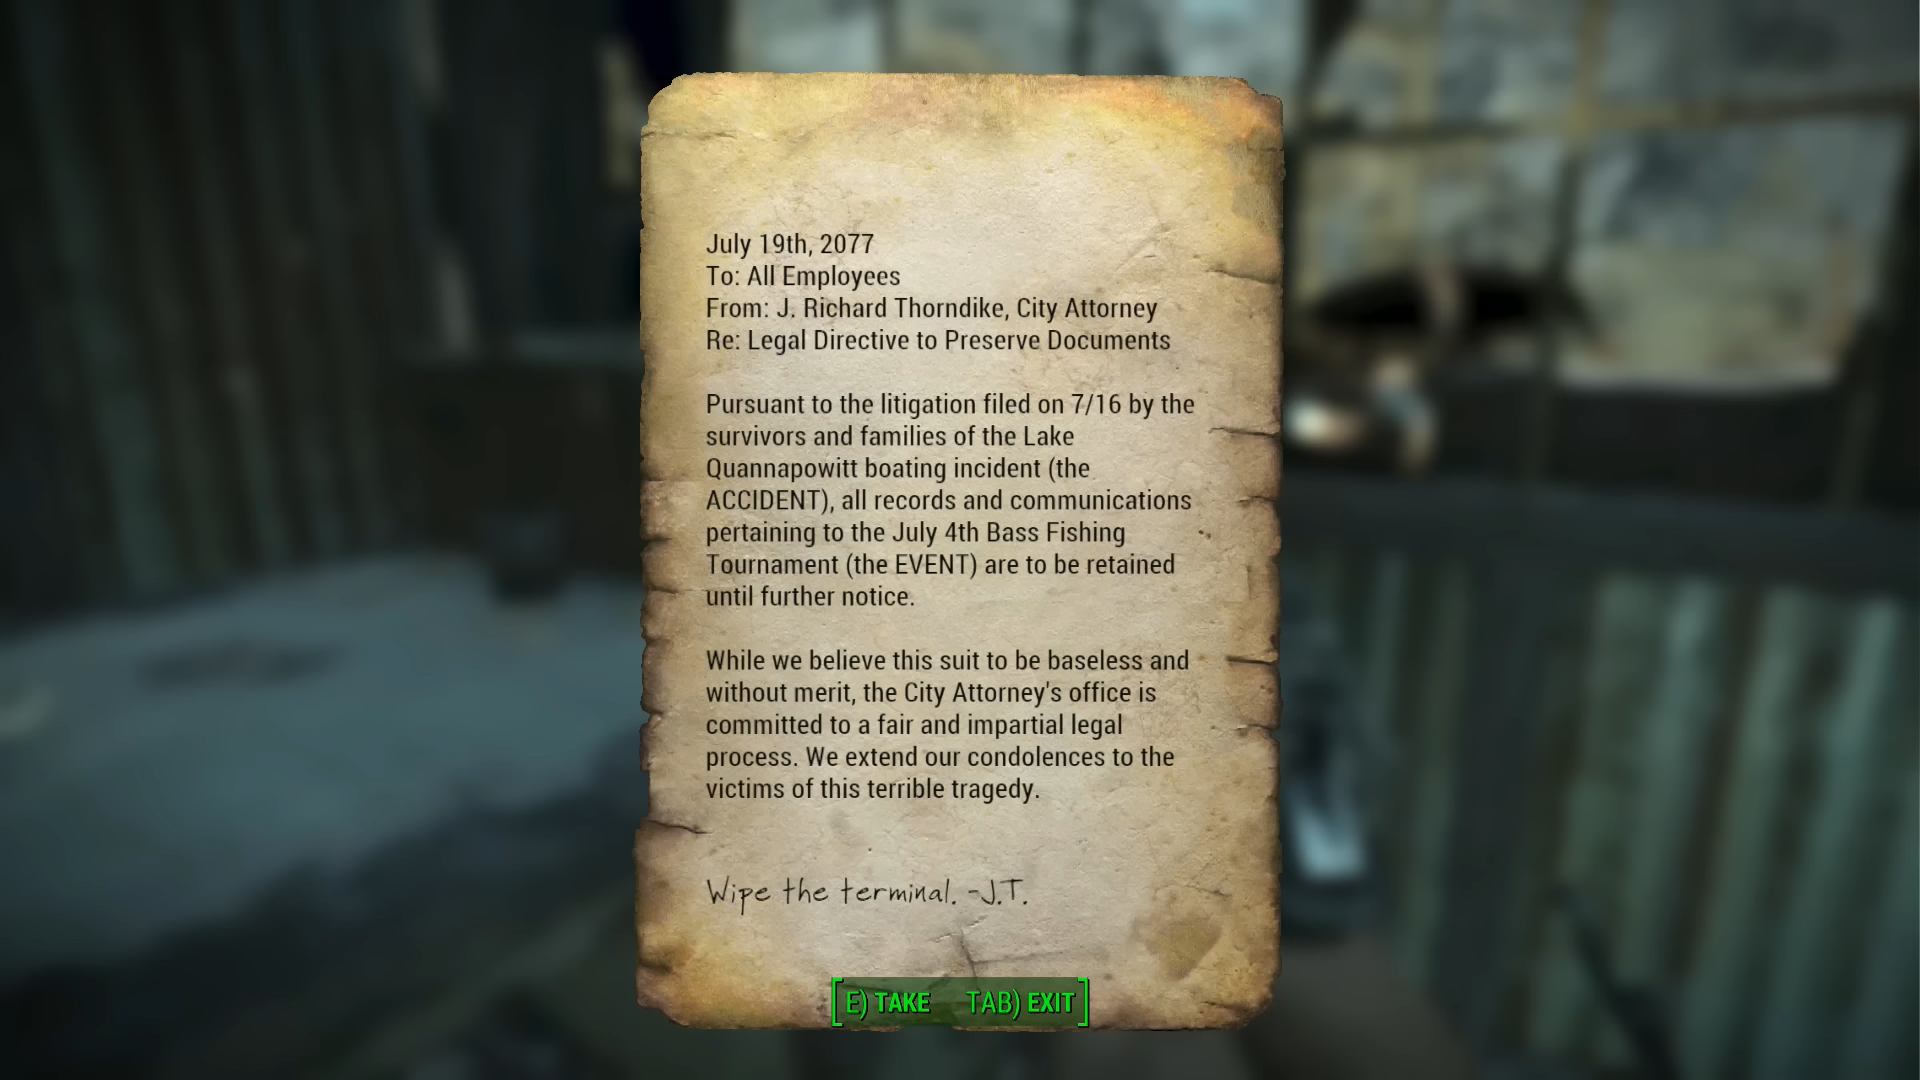 July 19th, 2077
To: All Employees
From: J. Richard Thorndike, City Attorney
Re: Legal Directive to Preserve Documents
Pursuant to the litigation filed on 7/16 by the
survivors and families of the Lake
Quannapowitt boating incident (the
ACCIDENT), all records and communications
pertaining to the July 4th Bass Fishing
Tournament (the EVENT) are to be retained
until further notice.
While we believe this suit to be baseless and
without merit, the City Attorney's office is
committed to a fair and impartial legal
process. We extend our condolences to the
victims of this terrible tragedy.
Wipe the terminal. -J.T.
E) TAKE TAB) EXIT